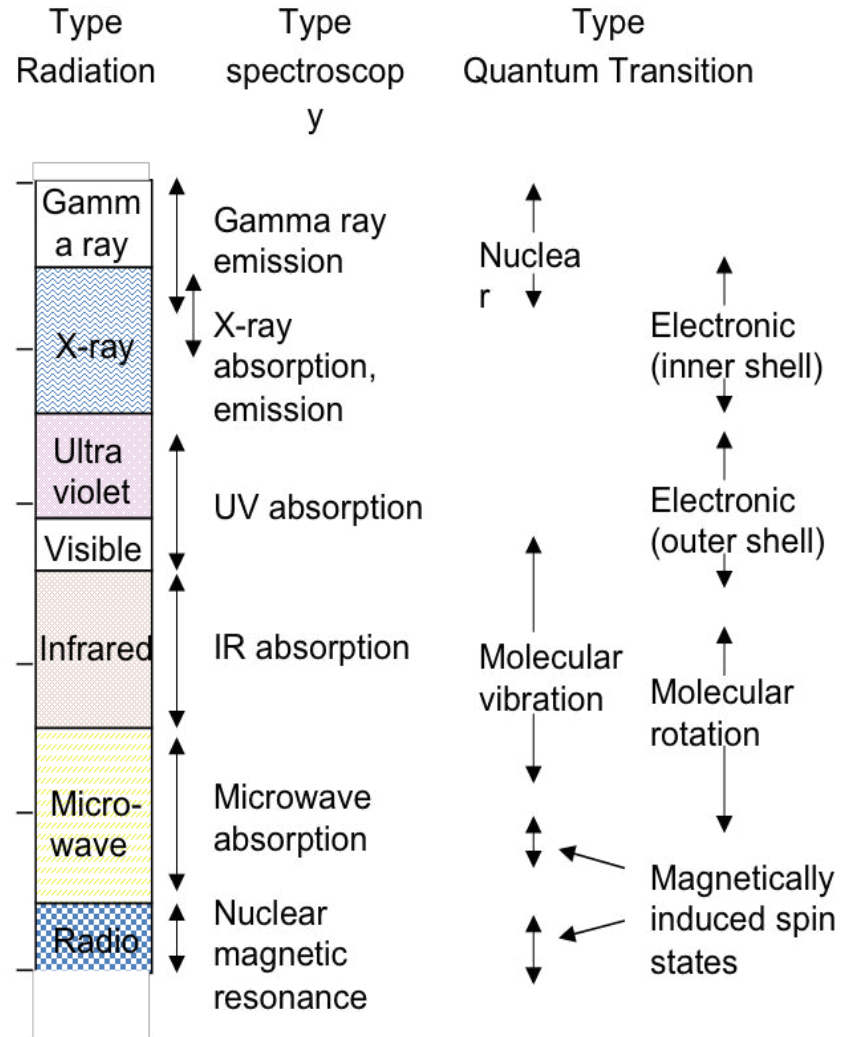 Type
Radiation
Type
spectroscop
y
Type
Quantum Transition
Gamm
a ray
X-ray
Ultra
violet
Visible
Infrared
Micro-
wave
Radio
Gamma ray
emission
X-ray
absorption,
emission
UV absorption
IR absorption
Microwave
absorption
Nuclear
magnetic
resonance
Nuclea
r
Molecular
vibration
Electronic
(inner shell)
Electronic
(outer shell)
Molecular
rotation
Magnetically
induced spin
states